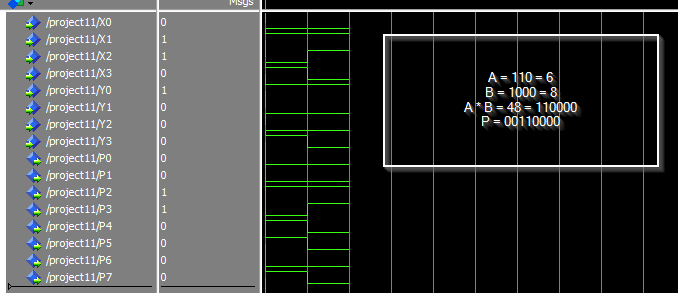 Msgs
/project11/X0 0
/project11/X1 1
/project11/X2 1
/project11/X3 0
/project11/Y0 1
/project11/Y1 0
/project11/Y2 0
/project11/Y3 0
/project11/P0 0
/project11/P1 0
/project11/P2 1
/project11/P3 1
/project11/P4 0
/project11/P5 0
/project11/P6 0
/project11/P7 0
A = 110 = 6
B = 1000 = 8
A * B = 48 = 110000
P = 00110000